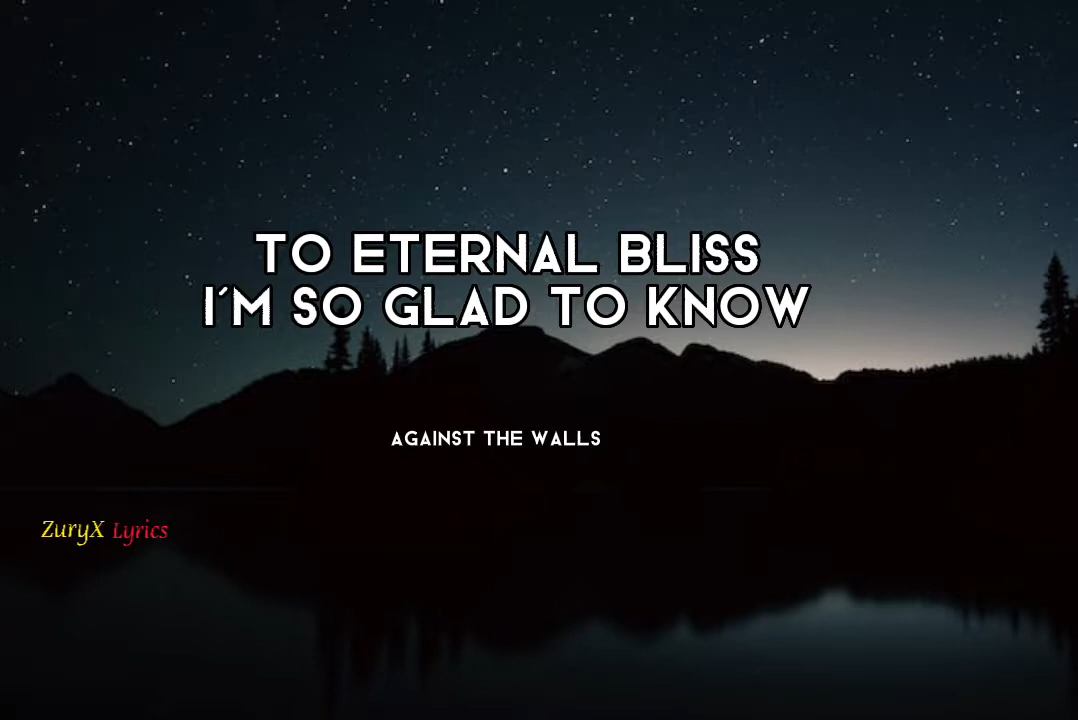 TO ETERNAL BLISS
I'M SO GLAD TO KNOW
AGAINST THE WALLS
ZuryX Lyrics